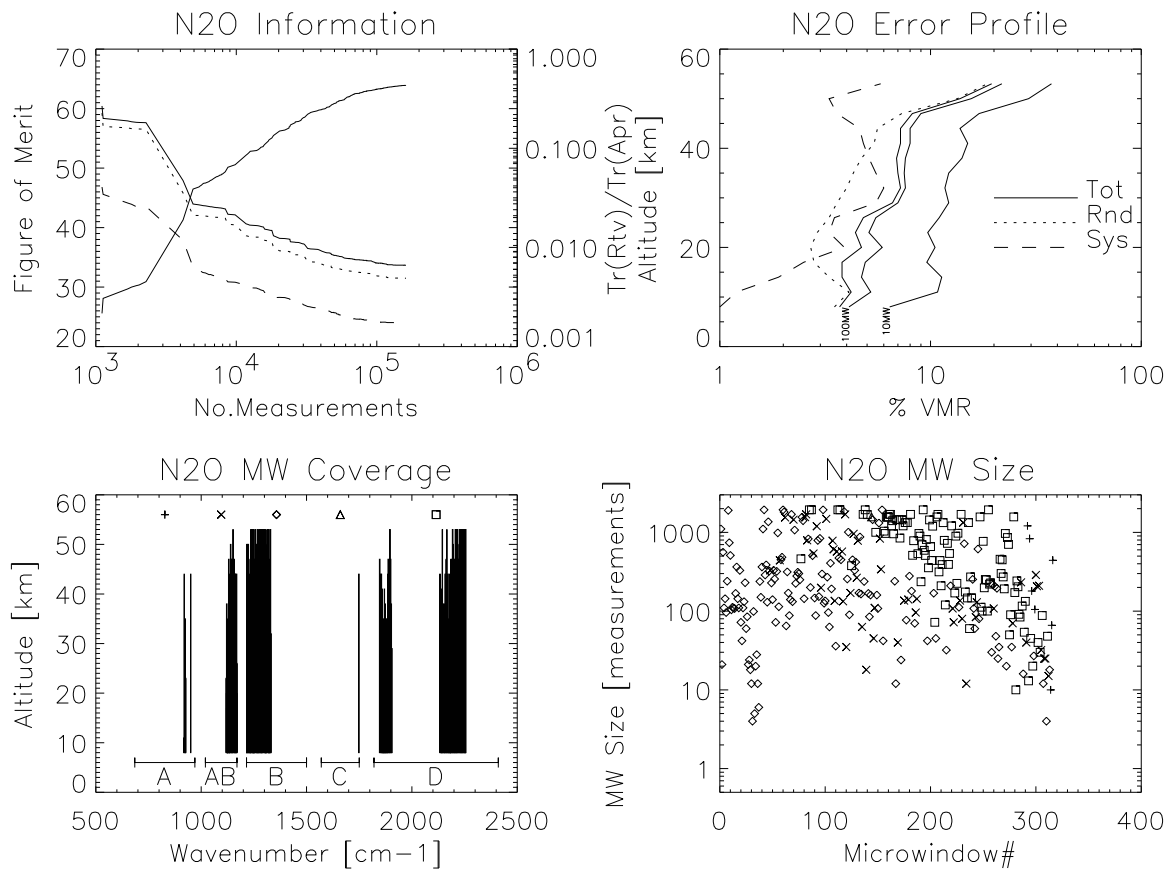 N2O Information
N2O Error Profile
70
60
50
40
30
20
Figure of Merit
1.000
0.100
0.010
0.001
Tr(Rtv)/Tr(Apr)
10^3
10^4
10^5
10^6
No.Measurements
60
40
20
0
Altitude [km]
Tot
Rnd
Sys
100MW
10MW
1
10
100
% VMR
N2O MW Coverage
N2O MW Size
60
50
40
30
20
10
0
Altitude [km]
A
AB
B
C
D
500
1000
1500
2000
2500
Wavenumber [cm-1]
1000
100
10
1
MW Size [measurements]
0
100
200
300
400
Microwindow#